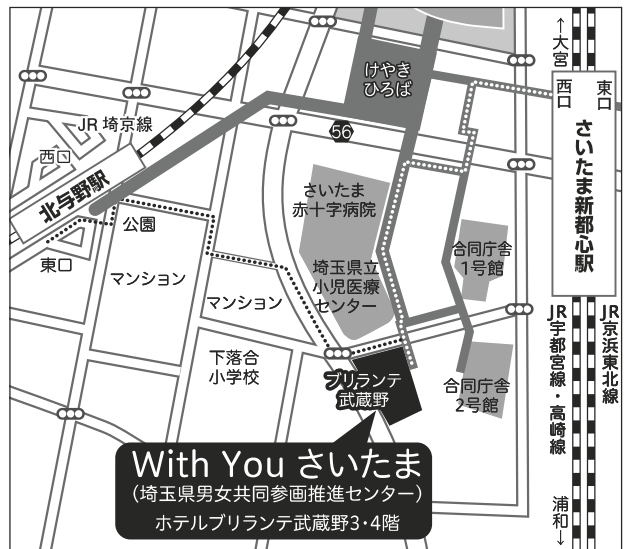 ←大宮
けやき
ひろば
西口
東口
さいたま新都心駅
56
JR埼京線
西口
北与野駅
東口
公園
さいたま
赤十字病院
合同庁舎
1号館
埼玉県立
小児医療
センター
マンション
マンション
JR宇都宮線・高崎線
JR京浜東北線
下落合
小学校
ブリランテ
武蔵野
合同庁舎
2号館
With You さいたま
（埼玉県男女共同参画推進センター）
ホテルブリランテ武蔵野3・4階
浦和→